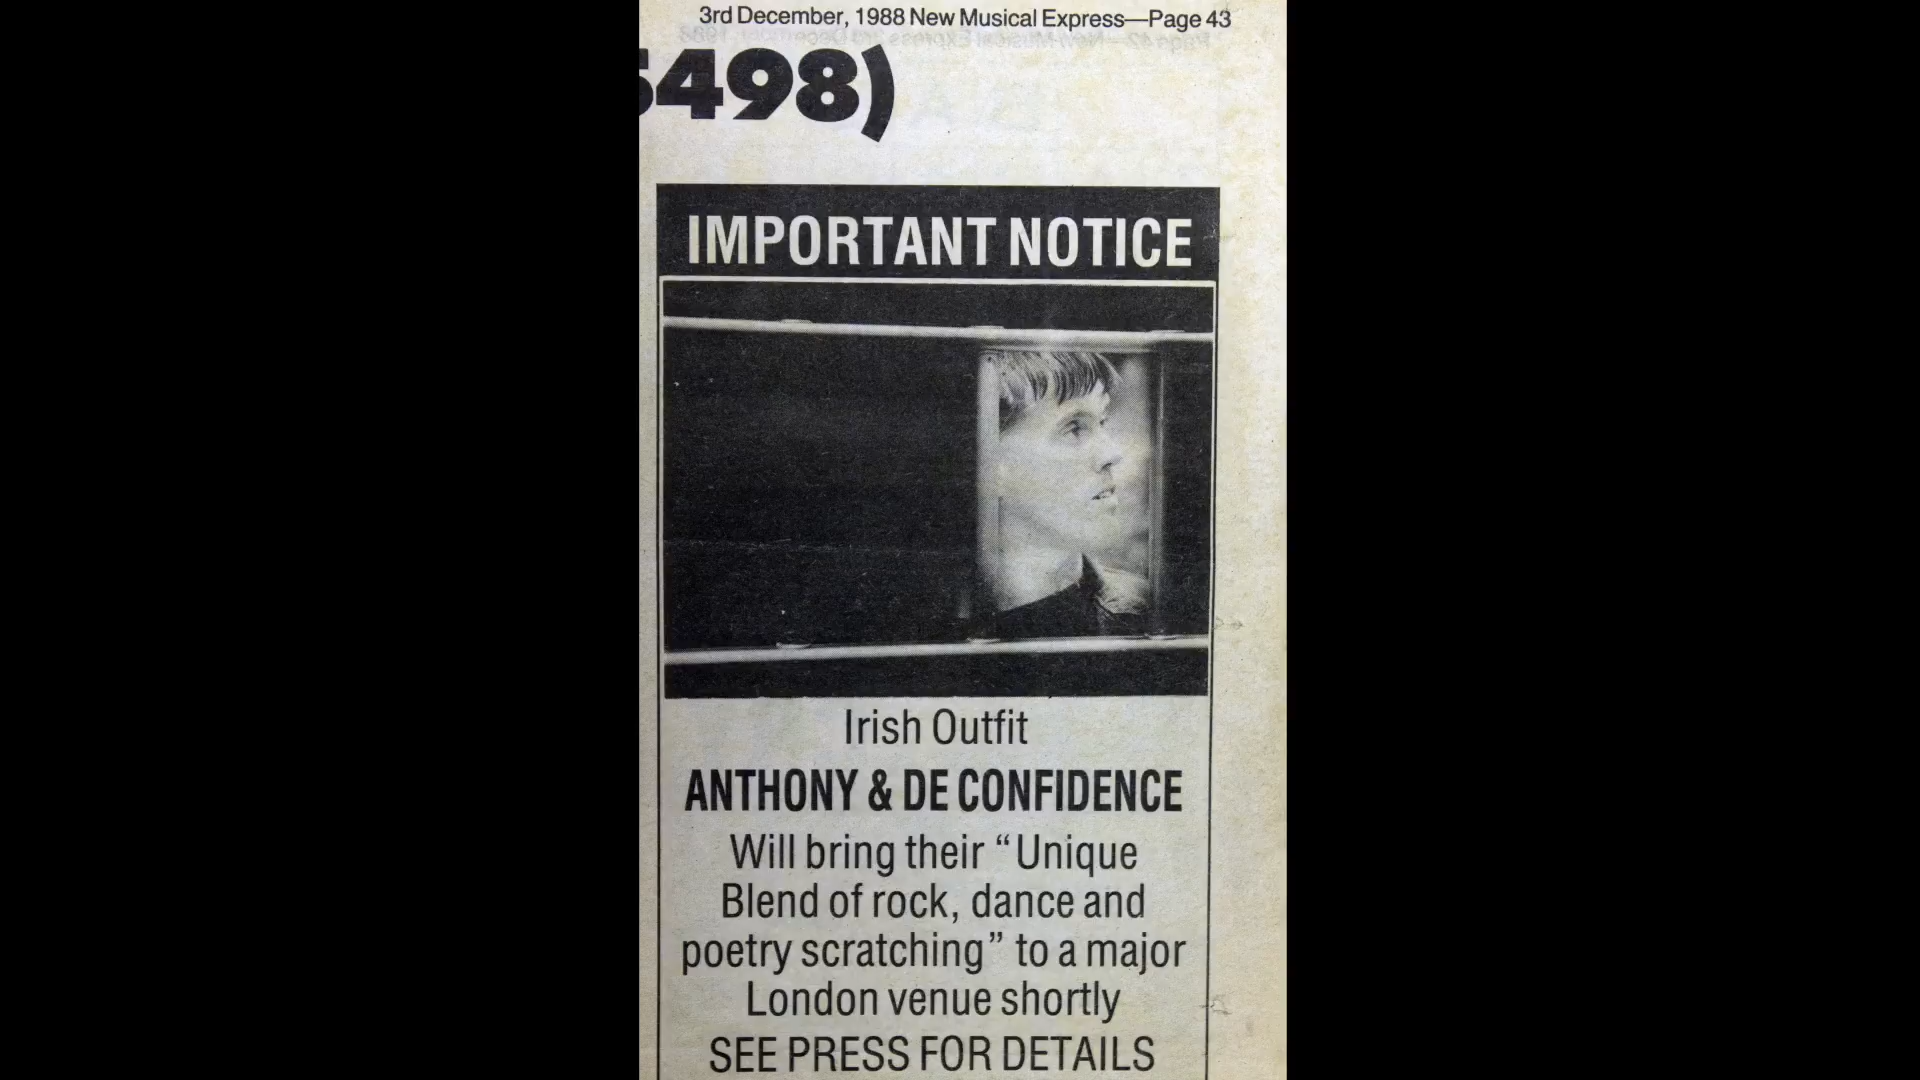 3rd December, 1988 New Musical Express—Page 43
498)
IMPORTANT NOTICE
Irish Outfit
ANTHONY & DE CONFIDENCE
Will bring their “Unique
Blend of rock, dance and
poetry scratching” to a major
London venue shortly
SEE PRESS FOR DETAILS